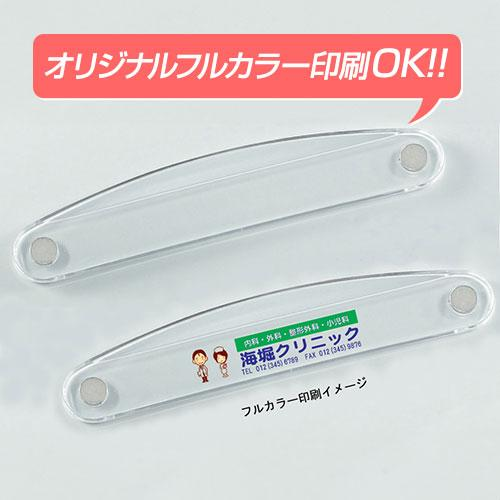 オリジナルフルカラー印刷OK!!
内科・外科・整形外科・小児科
海堀クリニック
TEL 012 (345) 6789 FAX 012 (345) 9876
フルカラー印刷イメージ